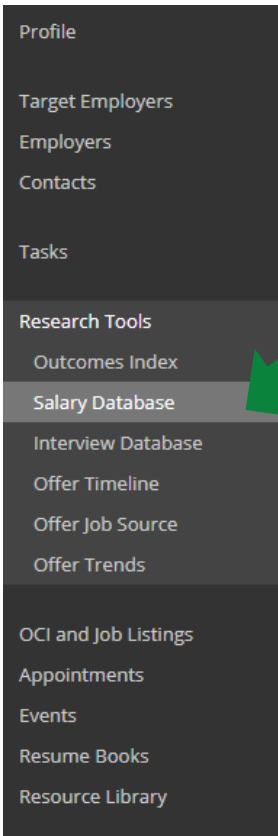 Profile
Target Employers
Employers
Contacts
Tasks
Research Tools
Outcomes Index
Salary Database
Interview Database
Offer Timeline
Offer Job Source
Offer Trends
OCI and Job Listings
Appointments
Events
Resume Books
Resource Library